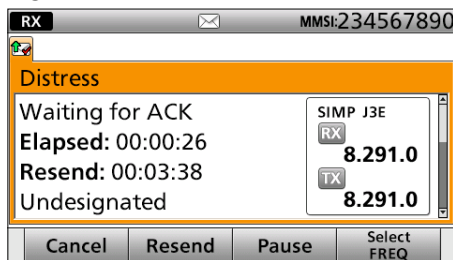 RX MMSI:234567890
Distress
Waiting for ACK
Elapsed: 00:00:26
Resend: 00:03:38
Undesignated
SIMP J3E
RX
8.291.0
TX
8.291.0
Cancel Resend Pause Select FREQ